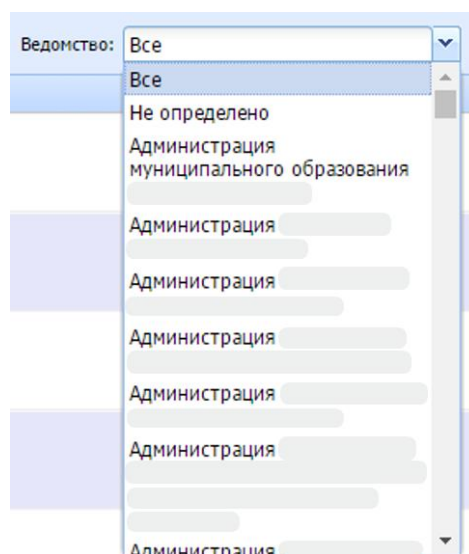 Ведомство: Все
Все
Не определено
Администрация
муниципального образования
Администрация
Администрация
Администрация
Администрация
Администрация
Администрация